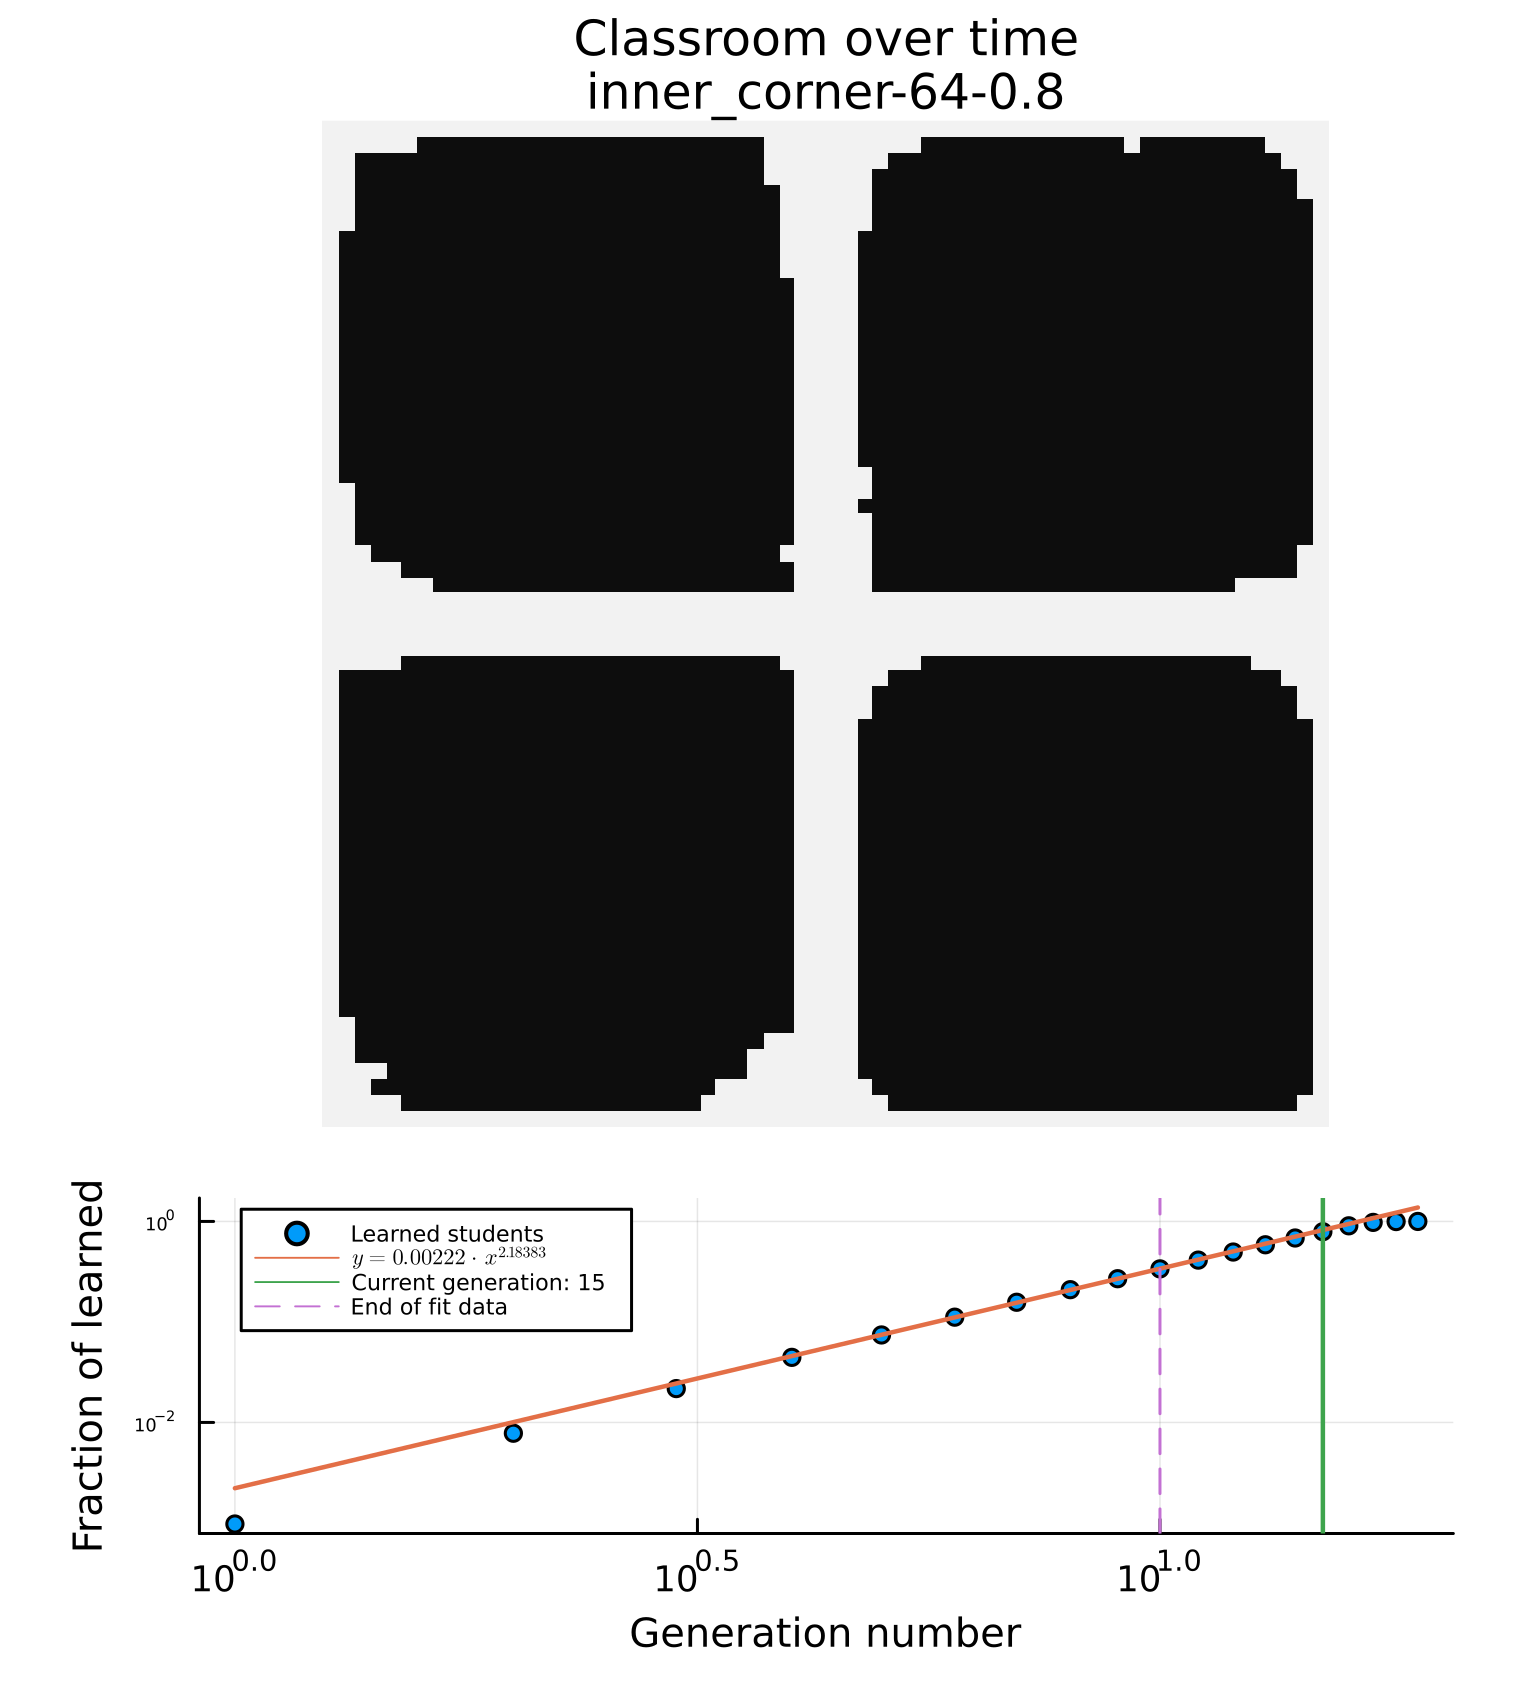 Classroom over time
inner_corner-64-0.8
Fraction of learned
10^0
10^−2
Learned students
y = 0.00222 · x^2.18383
Current generation: 15
End of fit data
10^0.0
10^0.5
10^1.0
Generation number